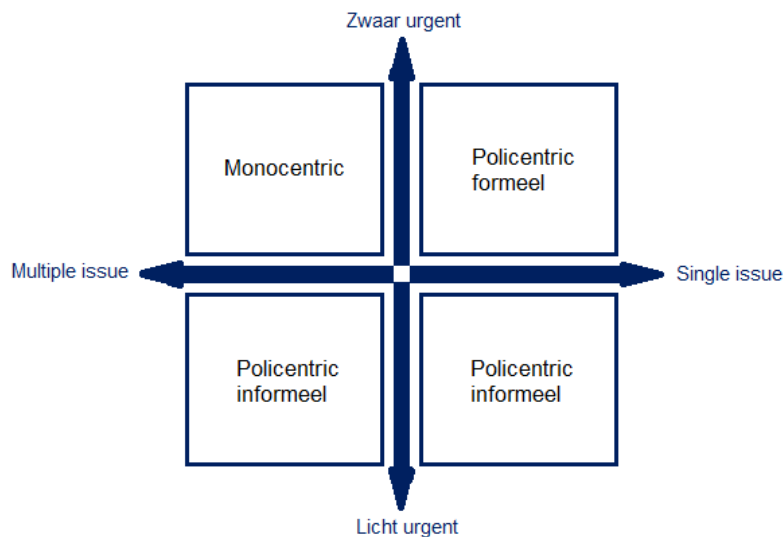 Zwaar urgent
Monocentric
Policentric
formeel
Multiple issue
Single issue
Policentric
informeel
Policentric
informeel
Licht urgent